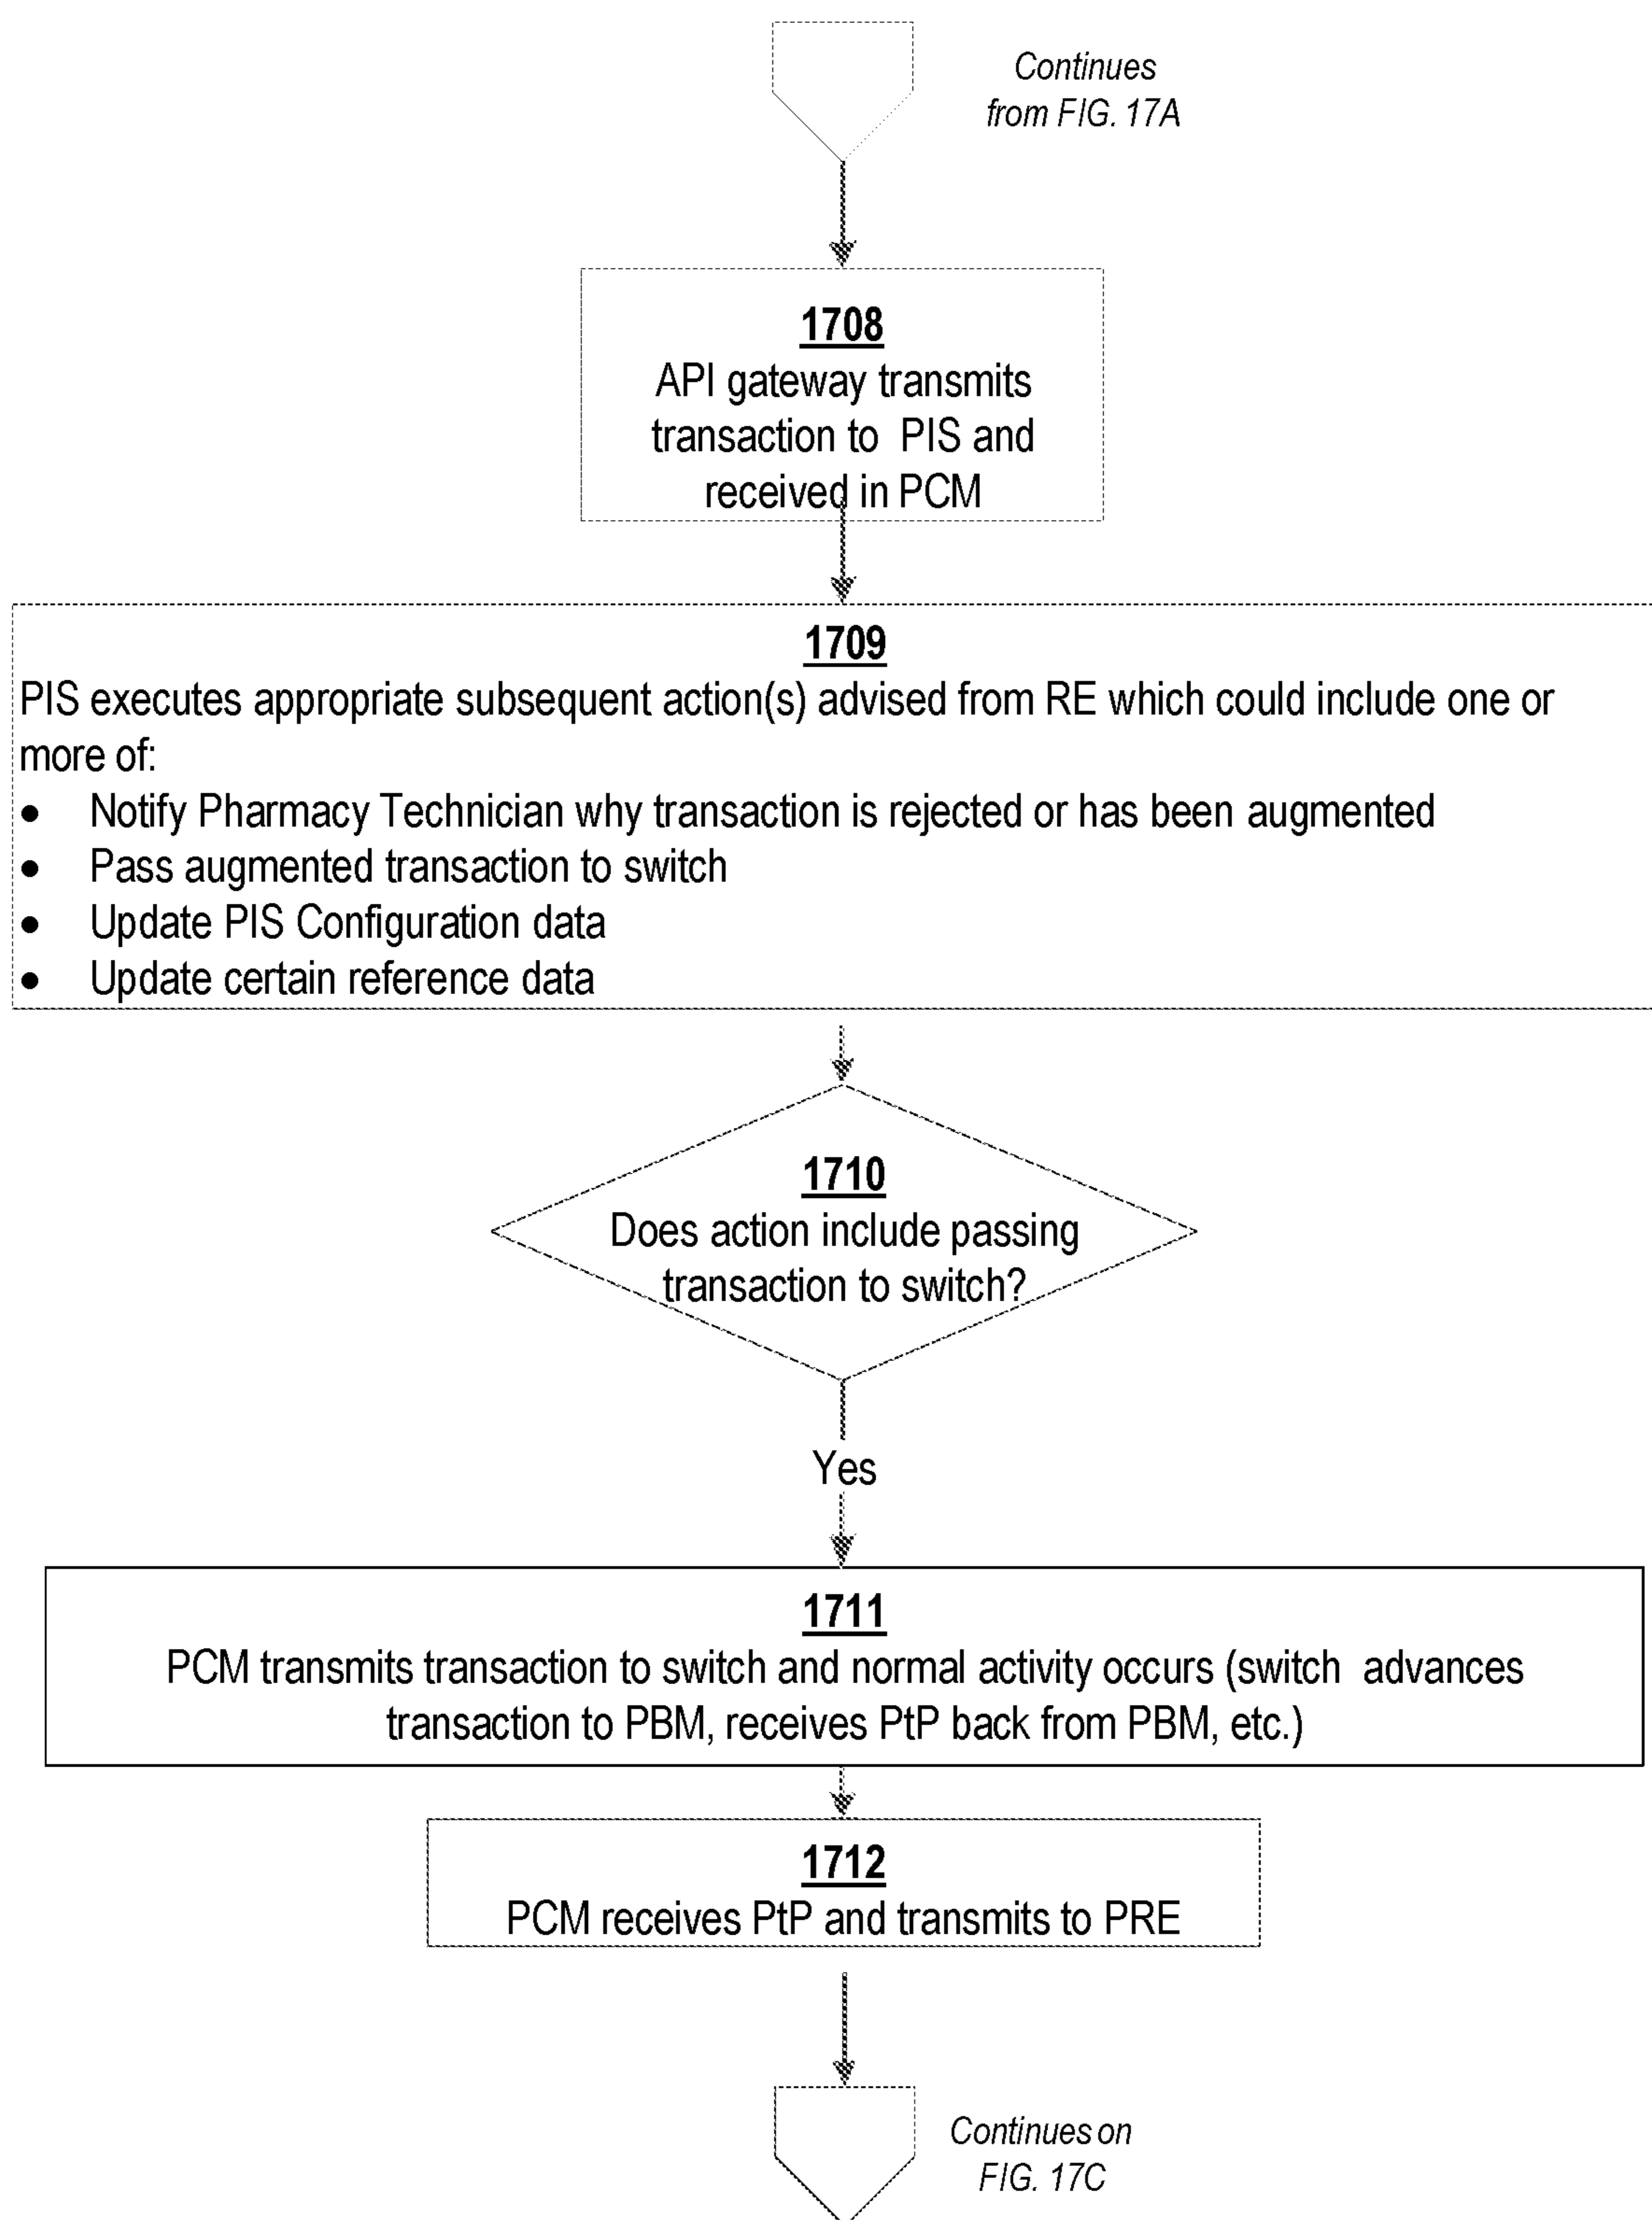 Continues
from FIG. 17A
1708
API gateway transmits
transaction to PIS and
received in PCM
1709
PIS executes appropriate subsequent action(s) advised from RE which could include one or
more of:
● Notify Pharmacy Technician why transaction is rejected or has been augmented
● Pass augmented transaction to switch
● Update PIS Configuration data
● Update certain reference data
1710
Does action include passing
transaction to switch?
Yes
1711
PCM transmits transaction to switch and normal activity occurs (switch advances
transaction to PBM, receives PtP back from PBM, etc.)
1712
PCM receives PtP and transmits to PRE
Continues on
FIG. 17C